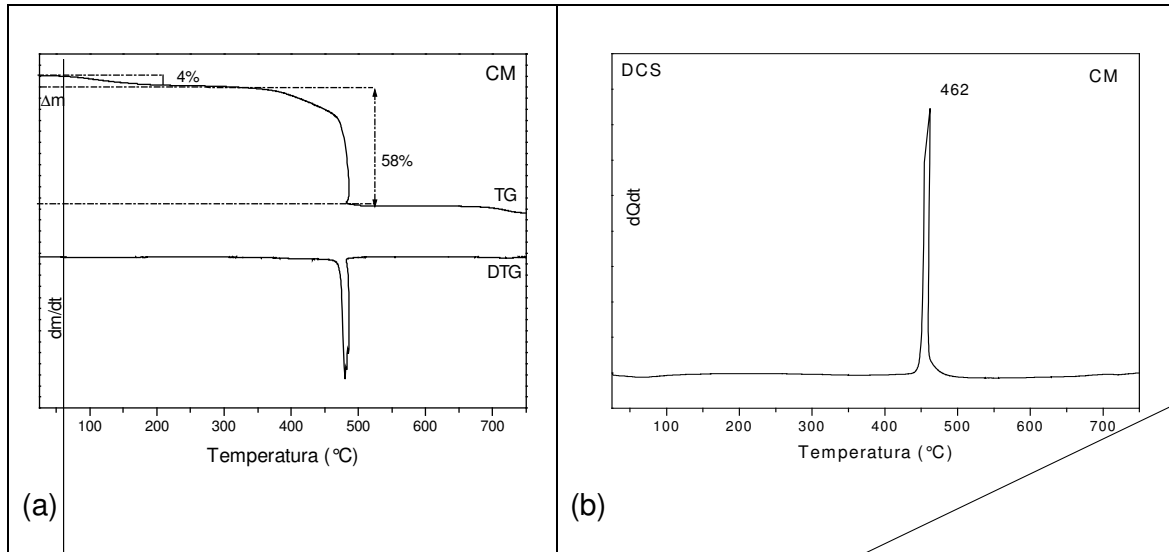 CM
4%
Δm
58%
TG
DTG
dm/dt
100 200 300 400 500 600 700
Temperatura (°C)
(a)
DCS
CM
462
dQdt
100 200 300 400 500 600 700
Temperatura (°C)
(b)